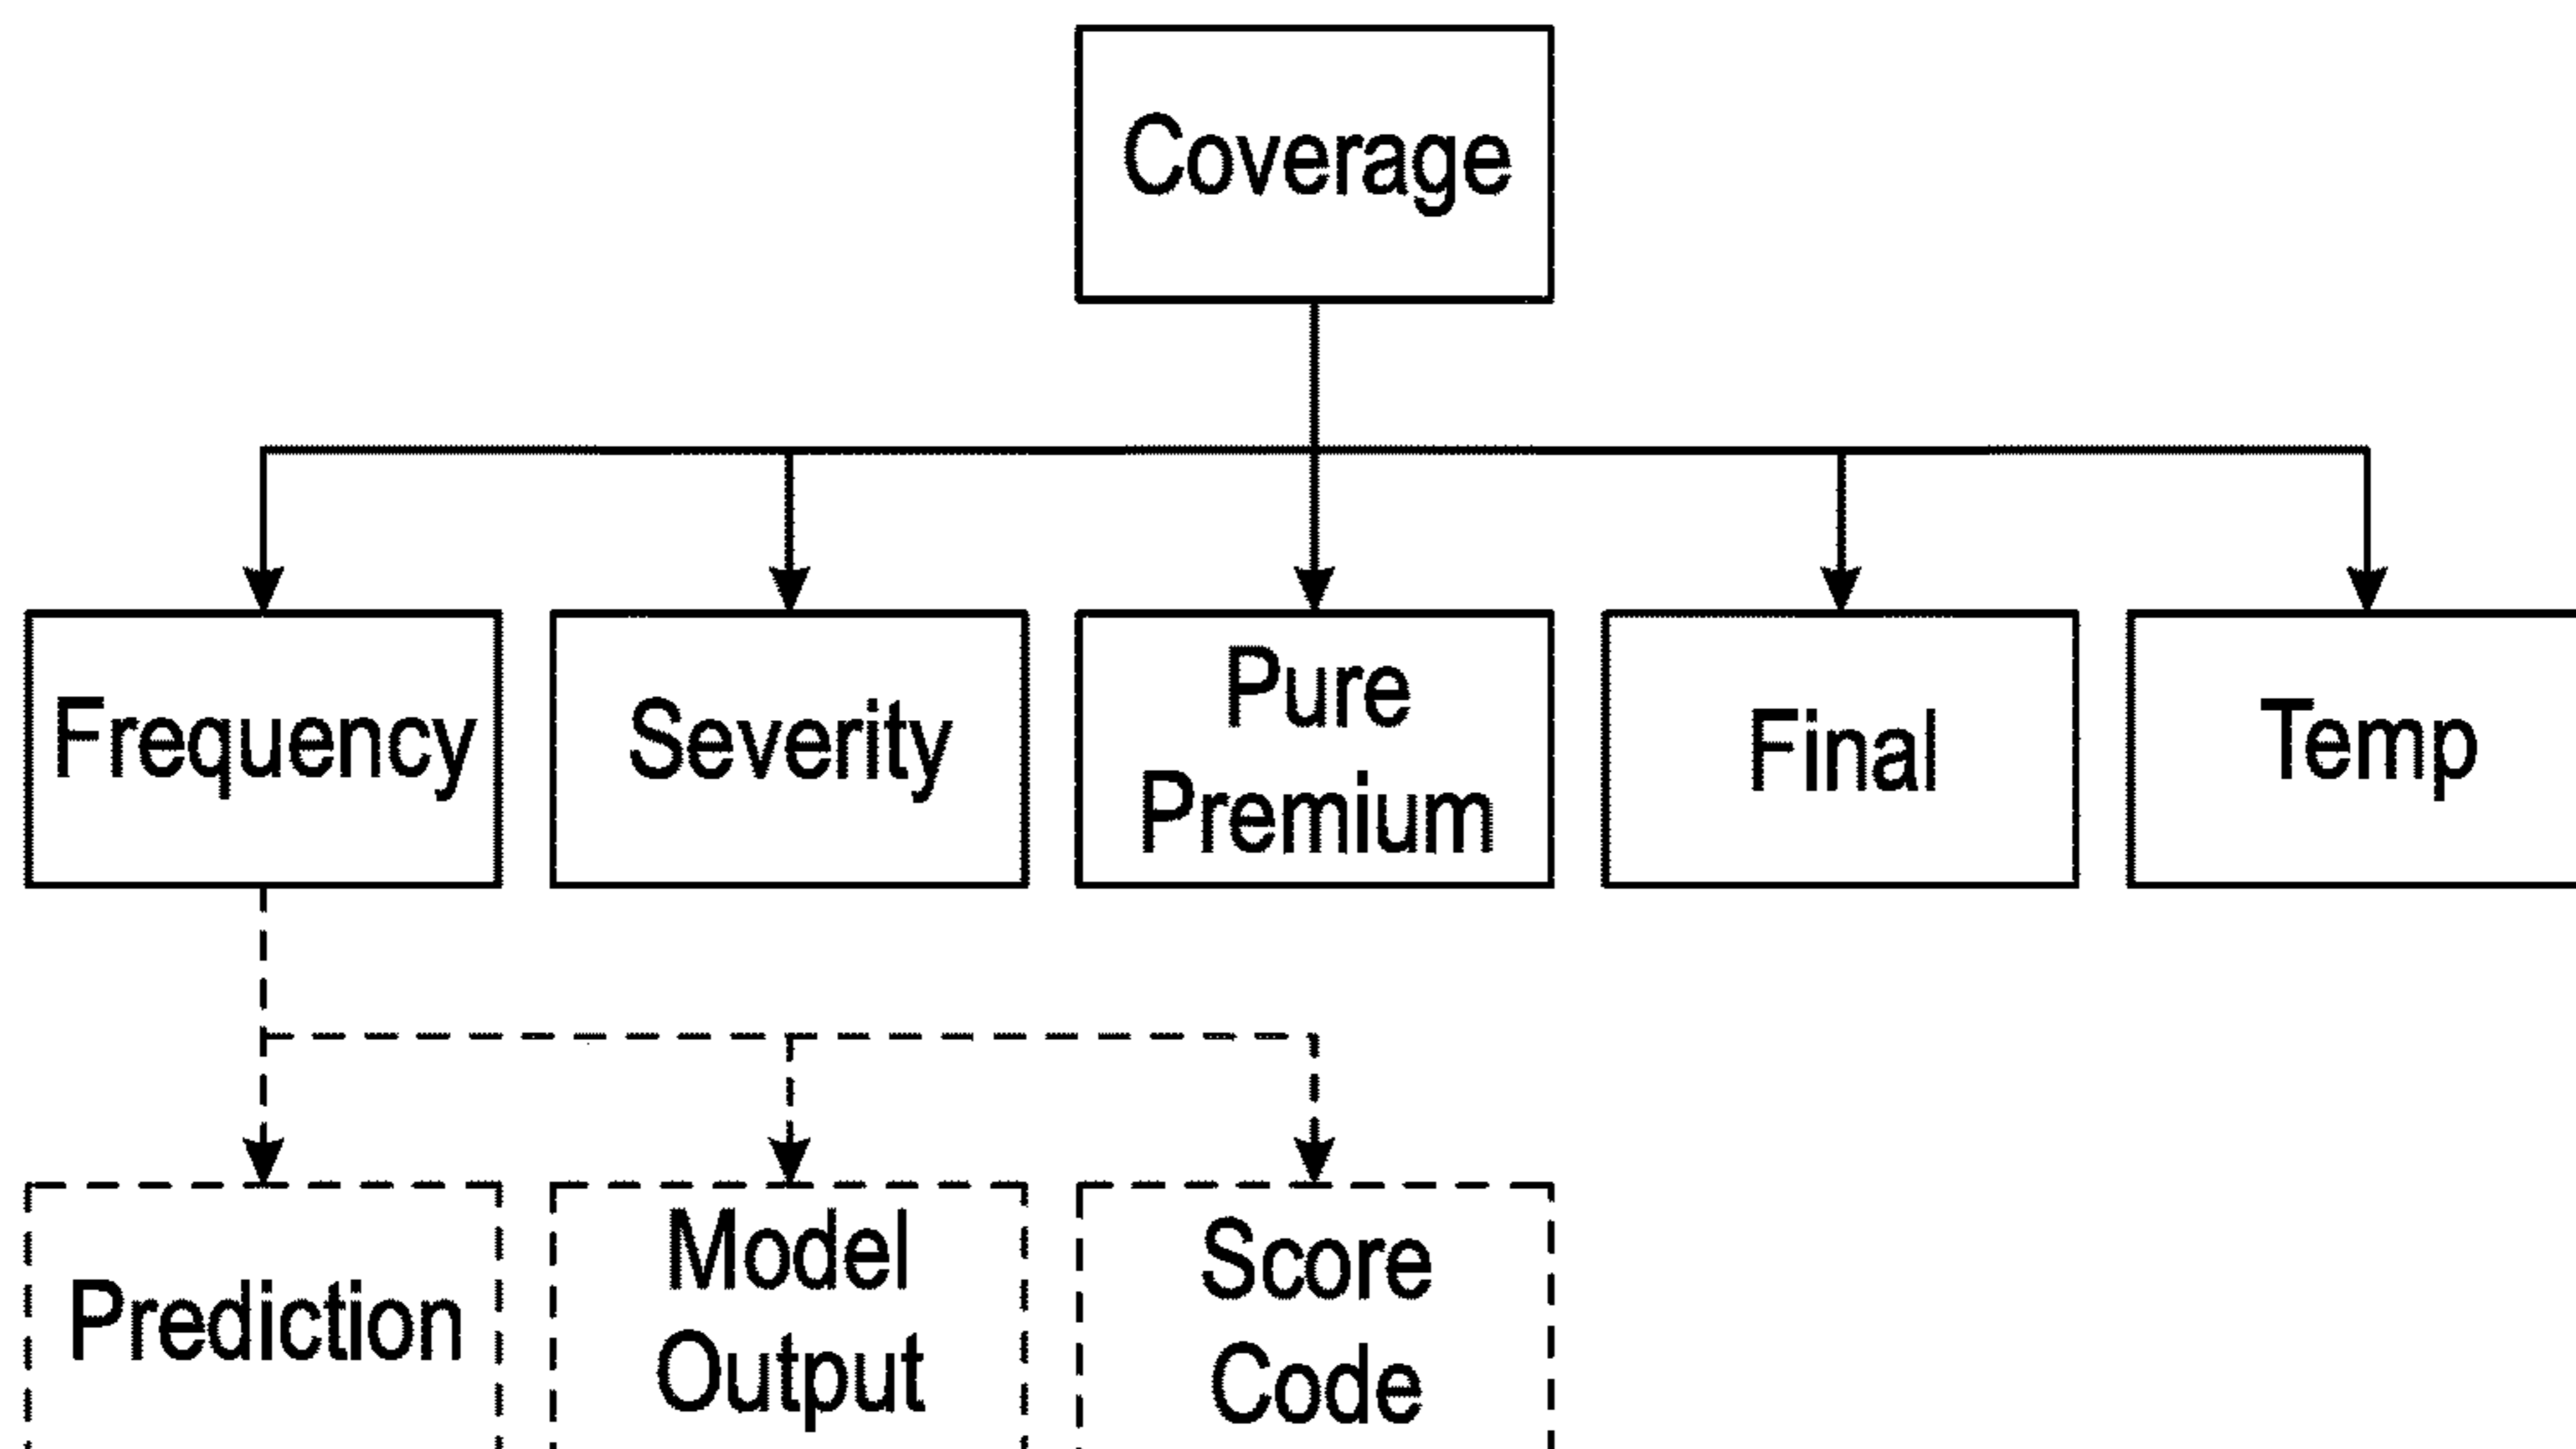 Coverage
Frequency
Severity
Pure
Premium
Final
Temp
Prediction
Model
Output
Score
Code